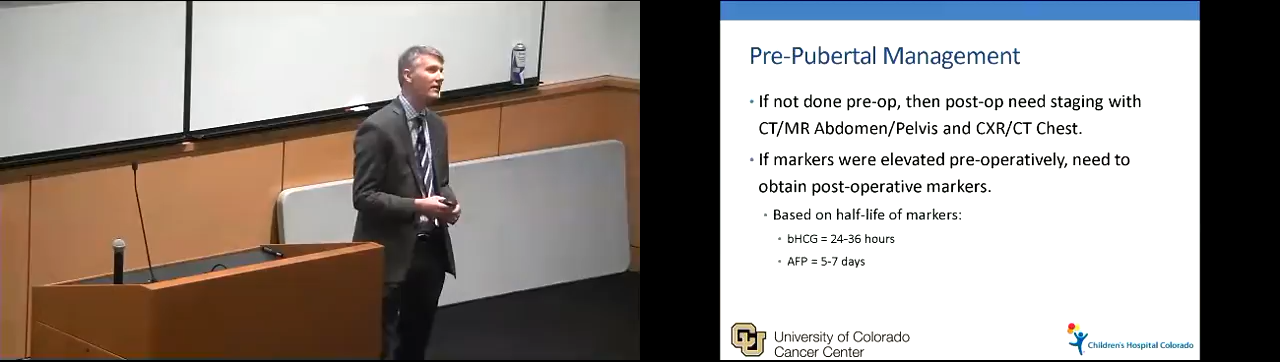 Pre-Pubertal Management
• If not done pre-op, then post-op need staging with
CT/MR Abdomen/Pelvis and CXR/CT Chest.
• If markers were elevated pre-operatively, need to
obtain post-operative markers.
• Based on half-life of markers:
• bHCG = 24-36 hours
• AFP = 5-7 days
CU
University of Colorado
Cancer Center
Children's Hospital Colorado